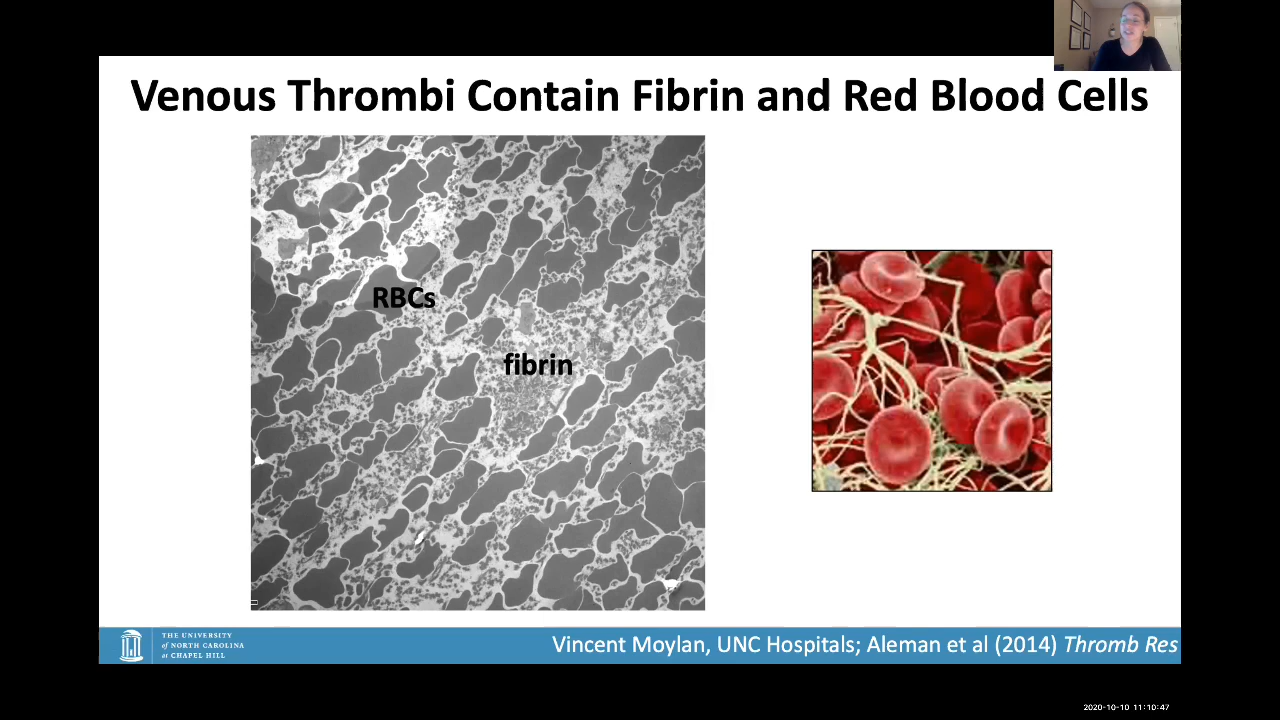 Venous Thrombi Contain Fibrin and Red Blood Cells
RBCs
fibrin
THE UNIVERSITY
of NORTH CAROLINA
at CHAPEL HILL
Vincent Moylan, UNC Hospitals; Aleman et al (2014) Thromb Res
2020-10-10 11:10:47